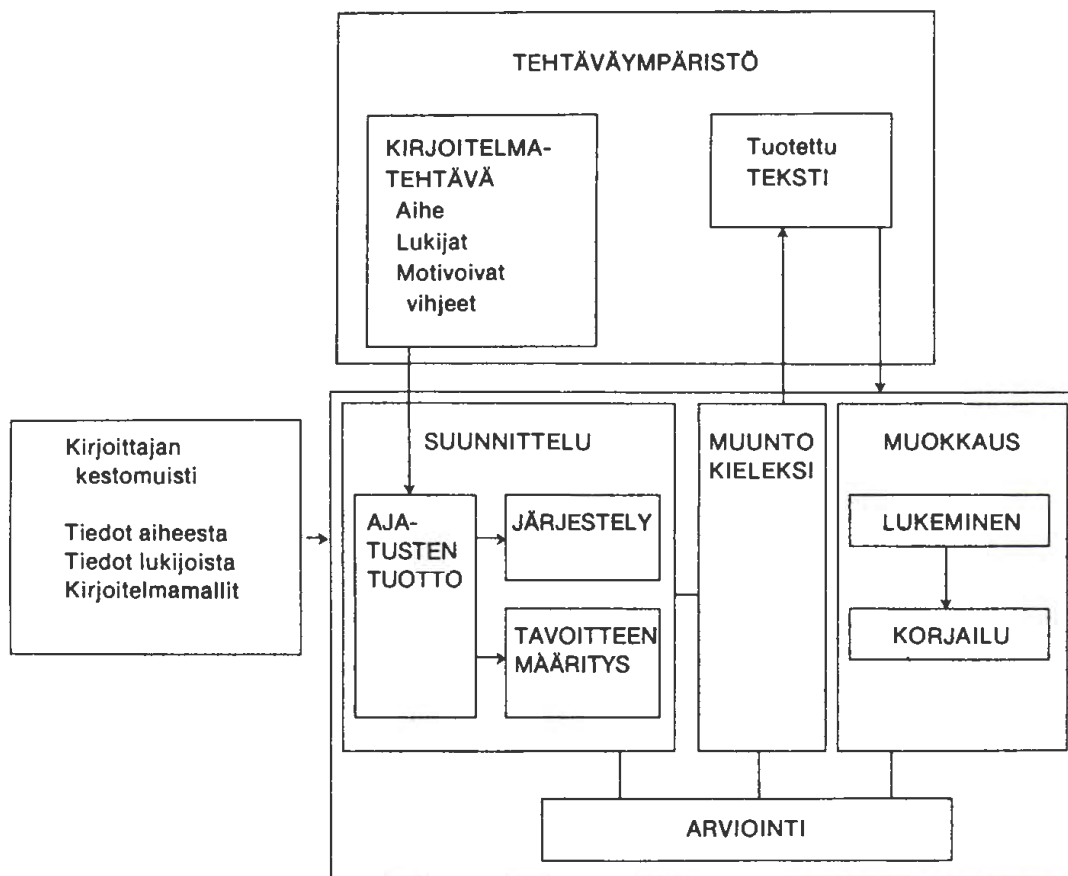 TEHTÄVÄYMPÄRISTÖ
KIRJOITELMA-
TEHTÄVÄ
Aihe
Lukijat
Motivoivat
vihjeet
Tuotettu
TEKSTI
Kirjoittajan
kestomuisti
Tiedot aiheesta
Tiedot lukijoista
Kirjoitelmamallit
SUUNNITTELU
AJA-
TUSTEN
TUOTTO
JÄRJESTELY
TAVOITTEEN
MÄÄRITYS
MUUNTO
KIELEKSI
MUOKKAUS
LUKEMINEN
KORJAILU
ARVIOINTI